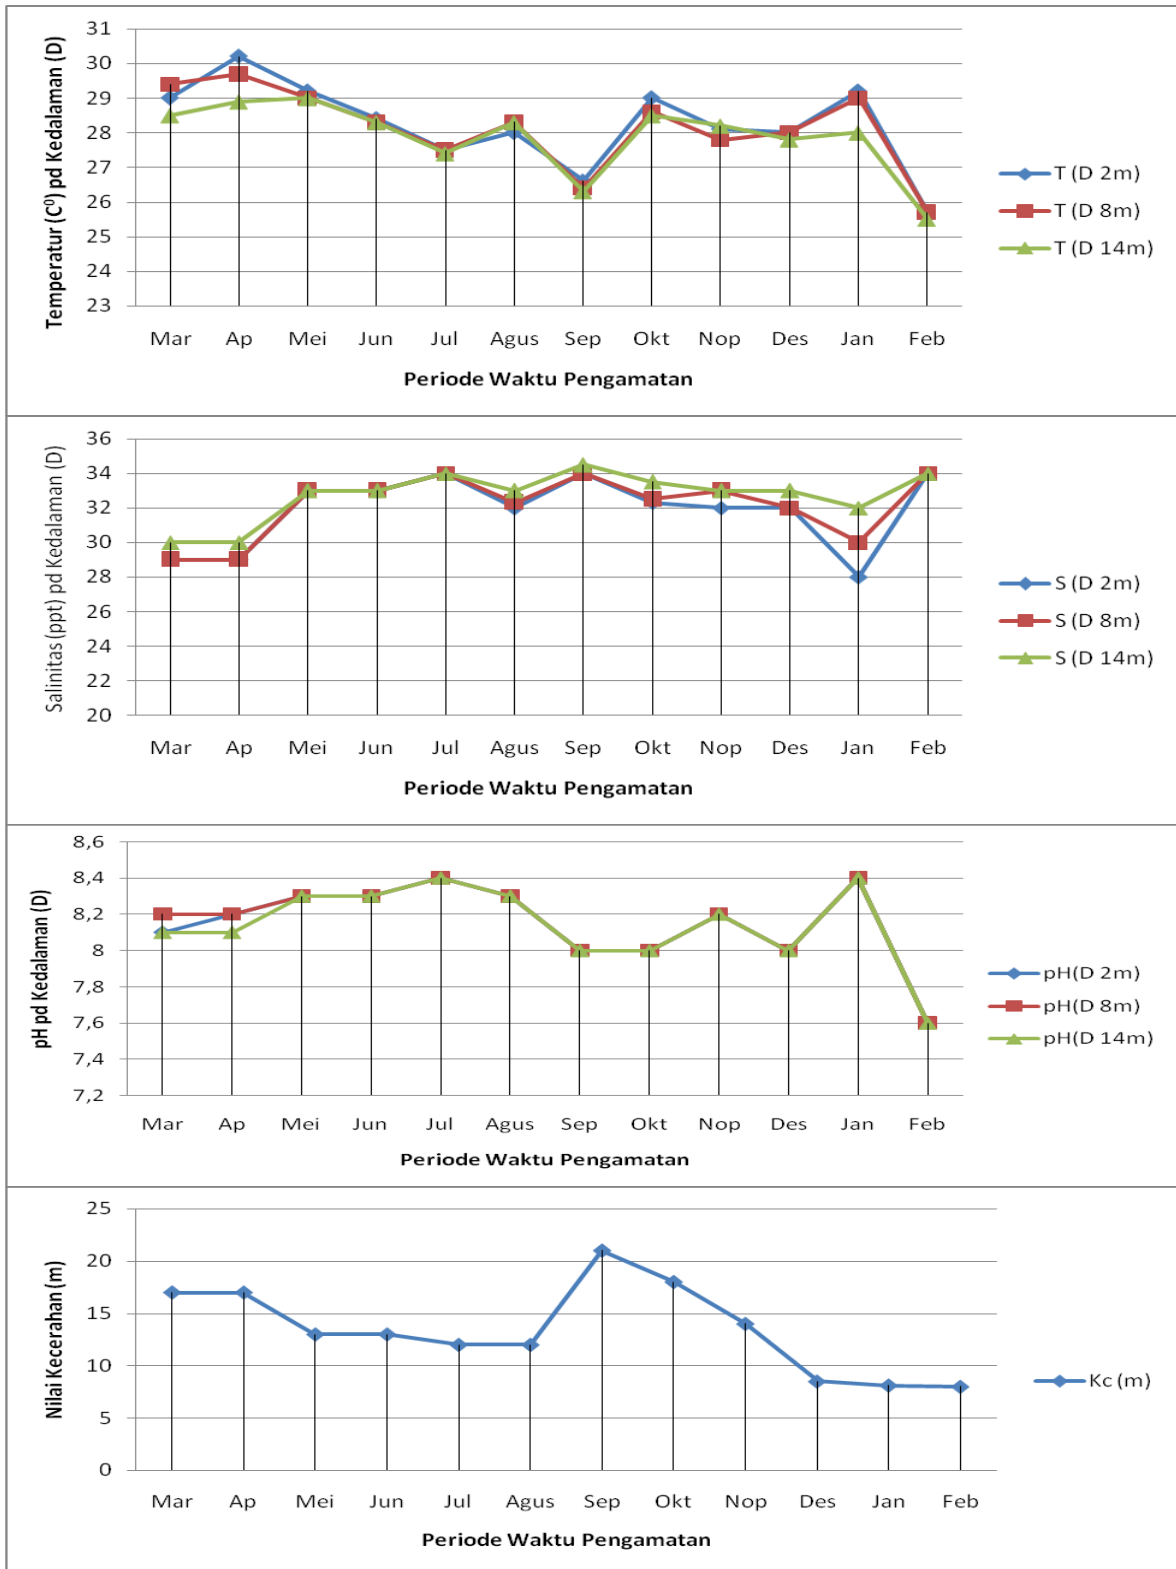 Temperatur (C⁰) pd Kedalaman (D)
31
30
29
28
27
26
25
24
23
Mar Ap Mei Jun Jul Agus Sep Okt Nop Des Jan Feb
Periode Waktu Pengamatan
T (D 2m)
T (D 8m)
T (D 14m)
Salinitas (ppt) pd Kedalaman (D)
36
34
32
30
28
26
24
22
20
Mar Ap Mei Jun Jul Agus Sep Okt Nop Des Jan Feb
Periode Waktu Pengamatan
S (D 2m)
S (D 8m)
S (D 14m)
pH pd Kedalaman (D)
8,6
8,4
8,2
8
7,8
7,6
7,4
7,2
Mar Ap Mei Jun Jul Agus Sep Okt Nop Des Jan Feb
Periode Waktu Pengamatan
pH(D 2m)
pH(D 8m)
pH(D 14m)
Nilai Kecerahan (m)
25
20
15
10
5
0
Mar Ap Mei Jun Jul Agus Sep Okt Nop Des Jan Feb
Periode Waktu Pengamatan
Kc (m)